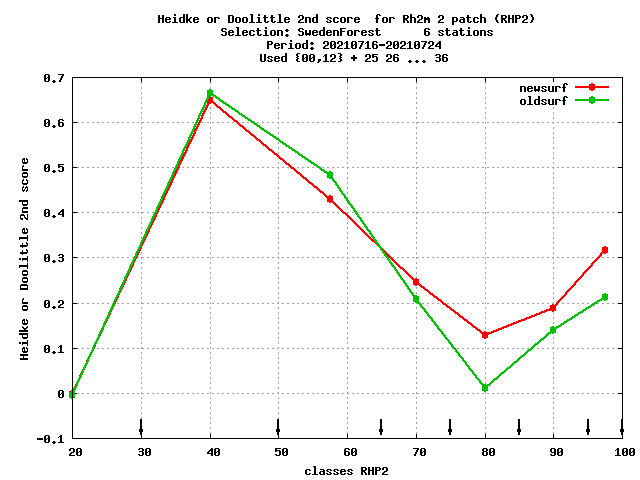 Heidke or Doolittle 2nd score  for Rh2m 2 patch (RHP2)
Selection: SwedenForest      6 stations
Period: 20210716-20210724
Used {00,12} + 25 26 ... 36
newsurf
oldsurf
Heidke or Doolittle 2nd score
0.7
0.6
0.5
0.4
0.3
0.2
0.1
0
-0.1
20 30 40 50 60 70 80 90 100
classes RHP2